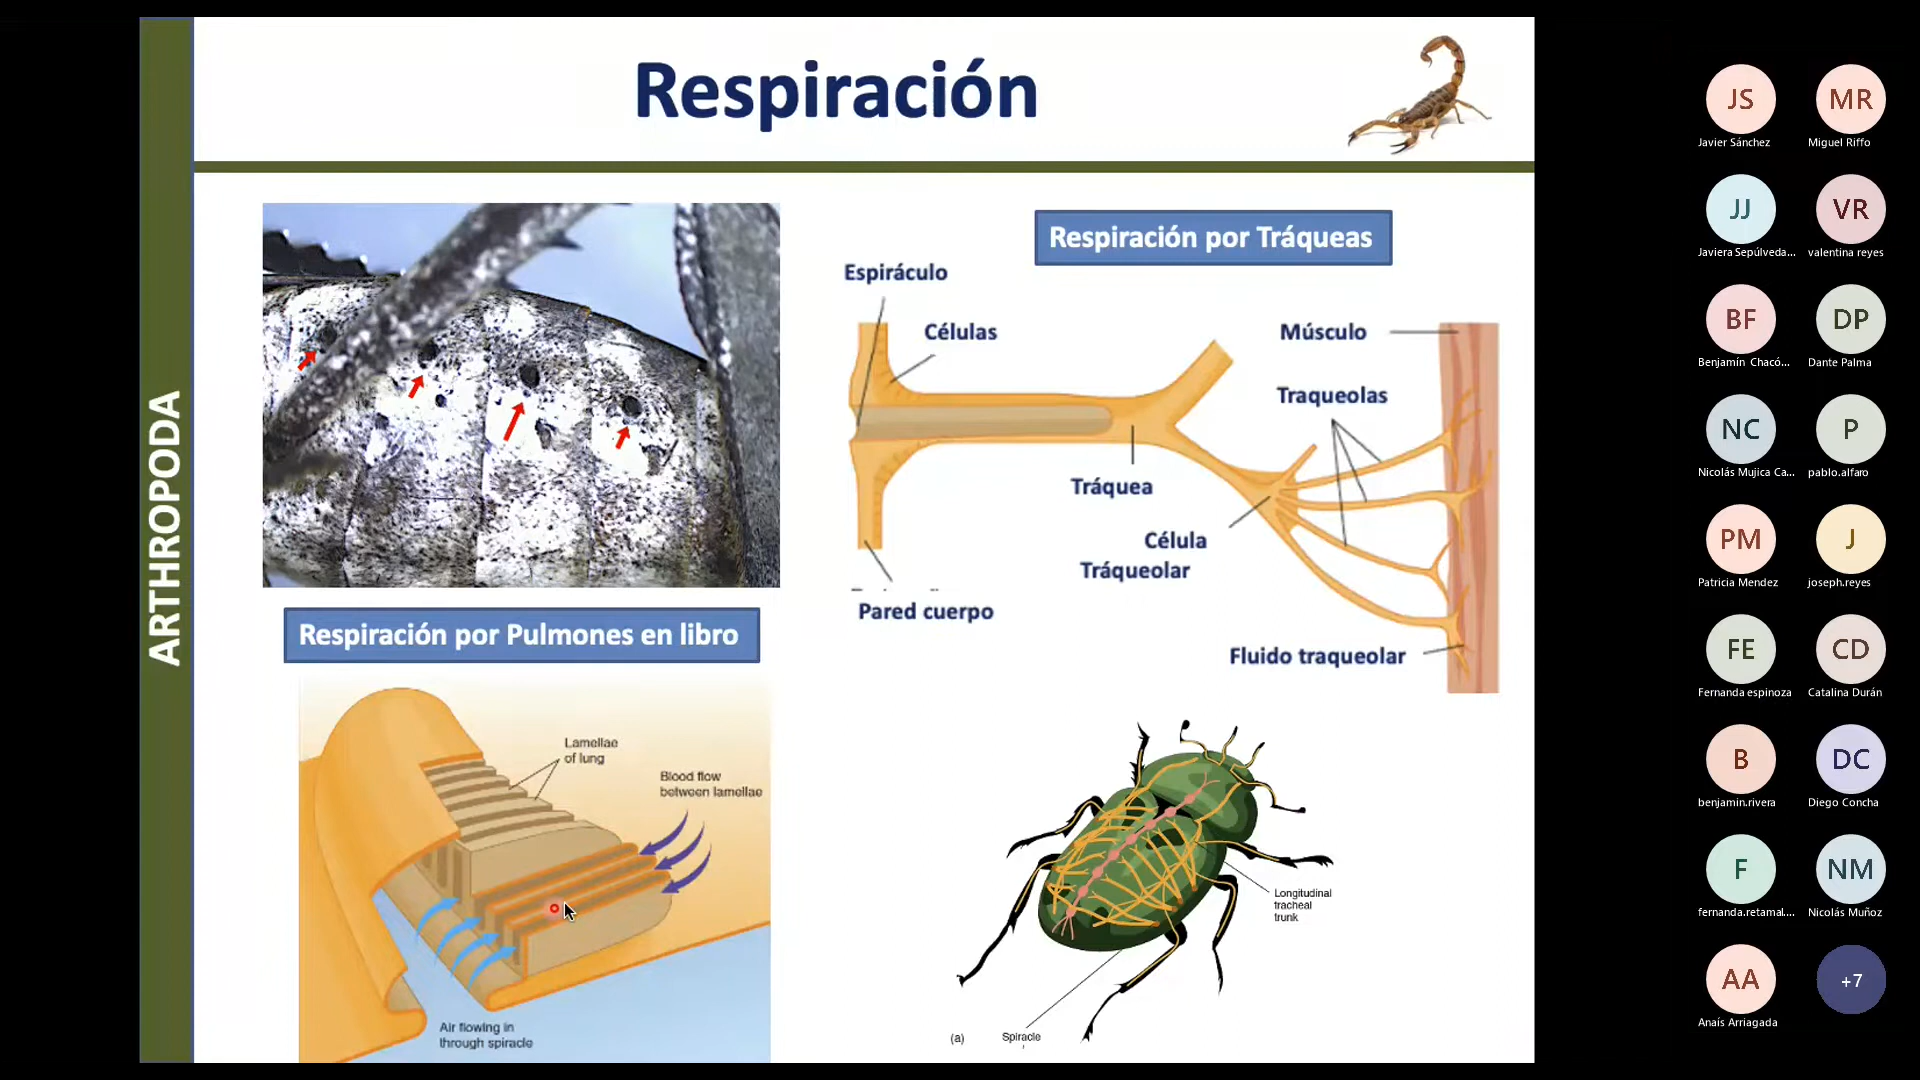 Respiración
ARTHROPODA
Respiración por Tráqueas
Espiráculo
Células
Músculo
Traqueolas
Tráquea
Célula
Tráqueolar
Pared cuerpo
Fluido traqueolar
Respiración por Pulmones en libro
Lamellae
of lung
Blood flow
between lamellae
Air flowing in
through spiracle
Longitudinal
tracheal
trunk
(a)
Spiracle
JS
Javier Sánchez
MR
Miguel Riffo
JJ
Javiera Sepúlveda...
VR
valentina reyes
BF
Benjamín Chacó...
DP
Dante Palma
NC
Nicolás Mujica Ca...
P
pablo.alfaro
PM
Patricia Mendez
J
joseph.reyes
FE
Fernanda espinoza
CD
Catalina Durán
B
benjamin.rivera
DC
Diego Concha
F
fernanda.retamal....
NM
Nicolás Muñoz
AA
Anaís Arriagada
+7